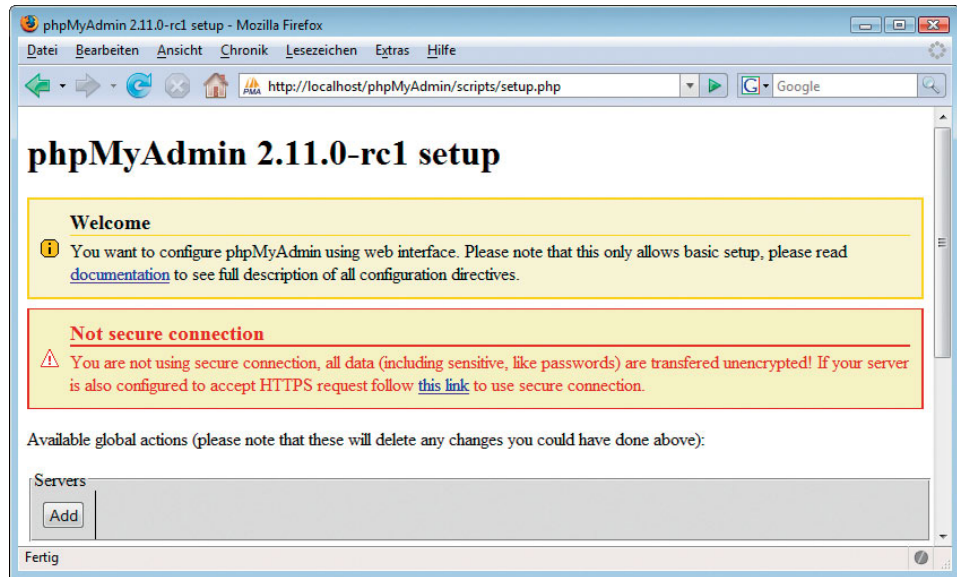 phpMyAdmin 2.11.0-rc1 setup - Mozilla Firefox
Datei Bearbeiten Ansicht Chronik Lesezeichen Extras Hilfe
PMA http://localhost/phpMyAdmin/scripts/setup.php G Google
phpMyAdmin 2.11.0-rc1 setup
Welcome
You want to configure phpMyAdmin using web interface. Please note that this only allows basic setup, please read
documentation to see full description of all configuration directives.
Not secure connection
You are not using secure connection, all data (including sensitive, like passwords) are transfered unencrypted! If your server
is also configured to accept HTTPS request follow this link to use secure connection.
Available global actions (please note that these will delete any changes you could have done above):
Servers
Add
Fertig